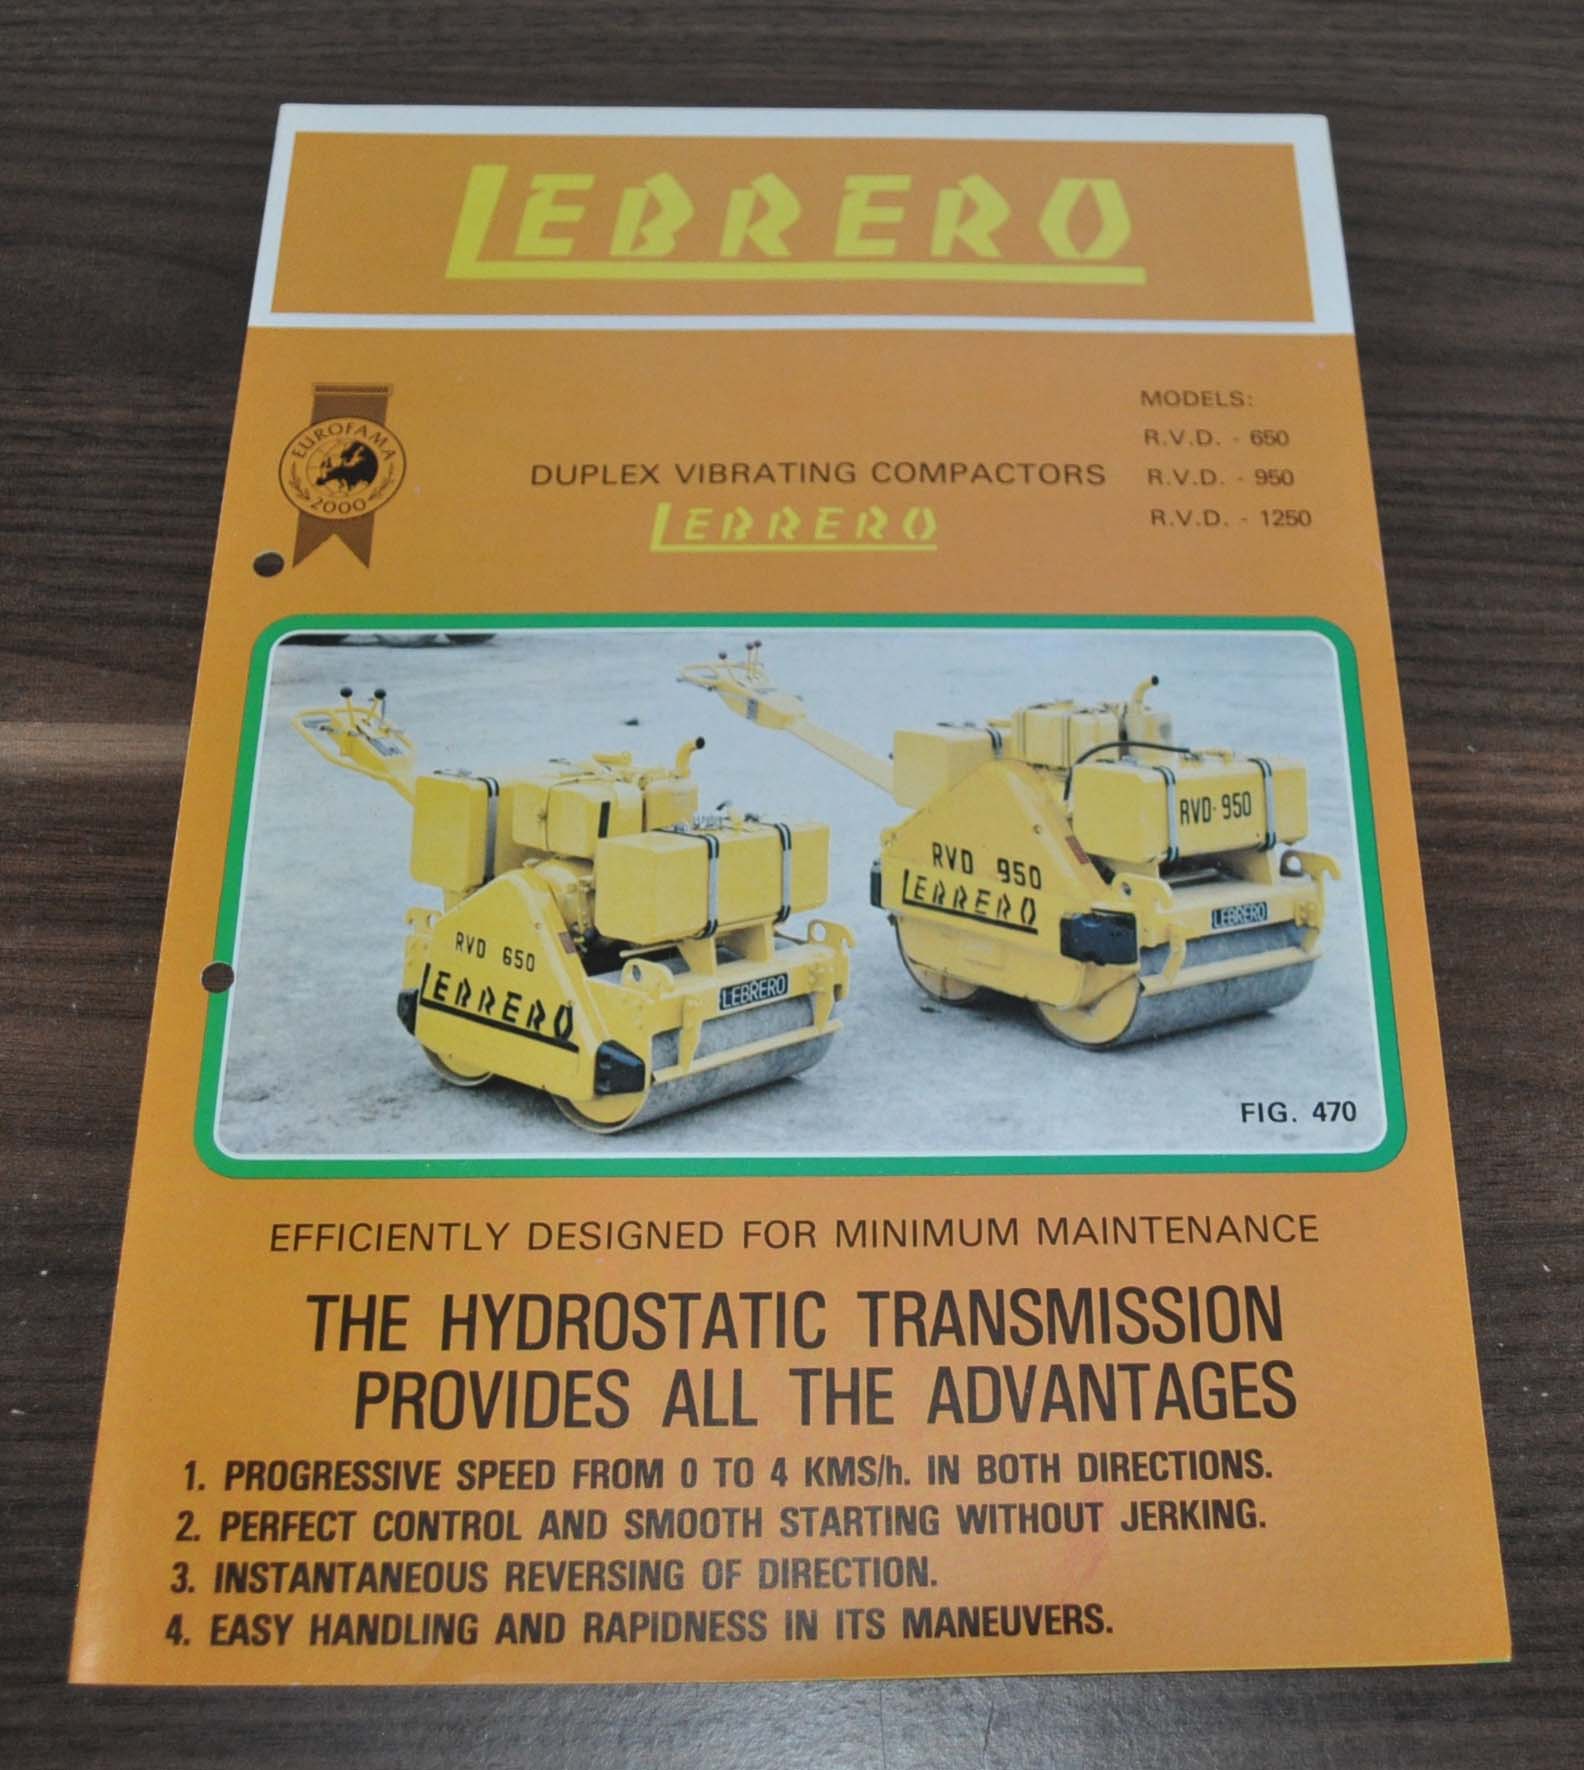 LEBRERO
EUROFAMA
2000
DUPLEX VIBRATING COMPACTORS
LEBRERO
MODELS:
R.V.D. - 650
R.V.D. - 950
R.V.D. - 1250
RVD 650
LEBRERO
LEBRERO
RVD-950
RVD 950
LEBRERO
LEBRERO
FIG. 470
EFFICIENTLY DESIGNED FOR MINIMUM MAINTENANCE
THE HYDROSTATIC TRANSMISSION
PROVIDES ALL THE ADVANTAGES
1. PROGRESSIVE SPEED FROM 0 TO 4 KMS/h. IN BOTH DIRECTIONS.
2. PERFECT CONTROL AND SMOOTH STARTING WITHOUT JERKING.
3. INSTANTANEOUS REVERSING OF DIRECTION.
4. EASY HANDLING AND RAPIDNESS IN ITS MANEUVERS.